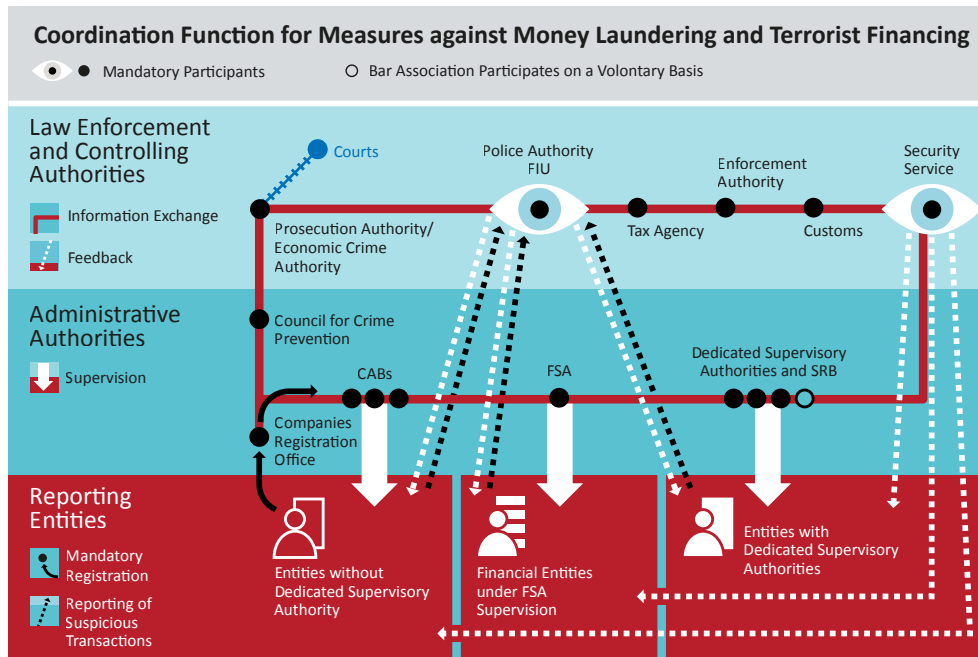 Coordination Function for Measures against Money Laundering and Terrorist Financing
Mandatory Participants
Bar Association Participates on a Voluntary Basis
Law Enforcement
and Controlling
Authorities
Information Exchange
Feedback
Courts
Police Authority
FIU
Enforcement
Authority
Security
Service
Prosecution Authority/
Economic Crime
Authority
Tax Agency
Customs
Administrative
Authorities
Supervision
Council for Crime
Prevention
CABs
FSA
Dedicated Supervisory
Authorities and SRB
Companies
Registration
Office
Reporting
Entities
Mandatory
Registration
Reporting of
Suspicious
Transactions
Entities without
Dedicated Supervisory
Authority
Financial Entities
under FSA
Supervision
Entities with
Dedicated Supervisory
Authorities